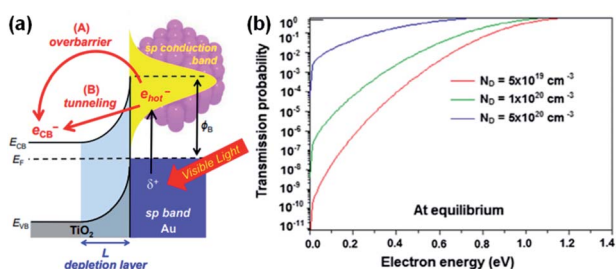 (a)
(A)
overbarrier
sp conduction
band
(B)
tunneling
e_hot⁻
e_CB⁻
ϕ_B
E_CB
E_F
δ⁺
Visible Light
sp band
E_VB
TiO₂
Au
L
depletion layer
(b)
Transmission probability
10⁰
10⁻¹
10⁻²
10⁻³
10⁻⁴
10⁻⁵
10⁻⁶
10⁻⁷
10⁻⁸
10⁻⁹
10⁻¹⁰
10⁻¹¹
N_D = 5x10¹⁹ cm⁻³
N_D = 1x10²⁰ cm⁻³
N_D = 5x10²⁰ cm⁻³
At equilibrium
0.0 0.2 0.4 0.6 0.8 1.0 1.2 1.4
Electron energy (eV)